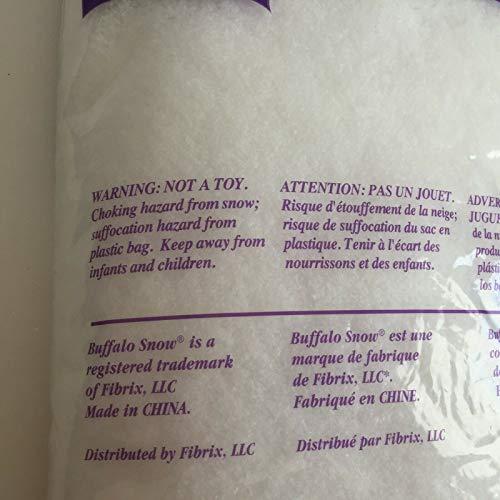 WARNING: NOT A TOY.
Choking hazard from snow;
suffocation hazard from
plastic bag. Keep away from
infants and children.
ATTENTION: PAS UN JOUET.
Risque d'étouffement de la neige;
risque de suffocation du sac en
plastique. Tenir à l'écart des
nourrissons et des enfants.
de la n
los b
Buffalo Snow® is a
registered trademark
of Fibrix, LLC
Made in CHINA.
Distributed by Fibrix, LLC
Buffalo Snow® est une
marque de fabrique
de Fibrix, LLC*.
Fabriqué en CHINE.
Distribué par Fibrix, LLC